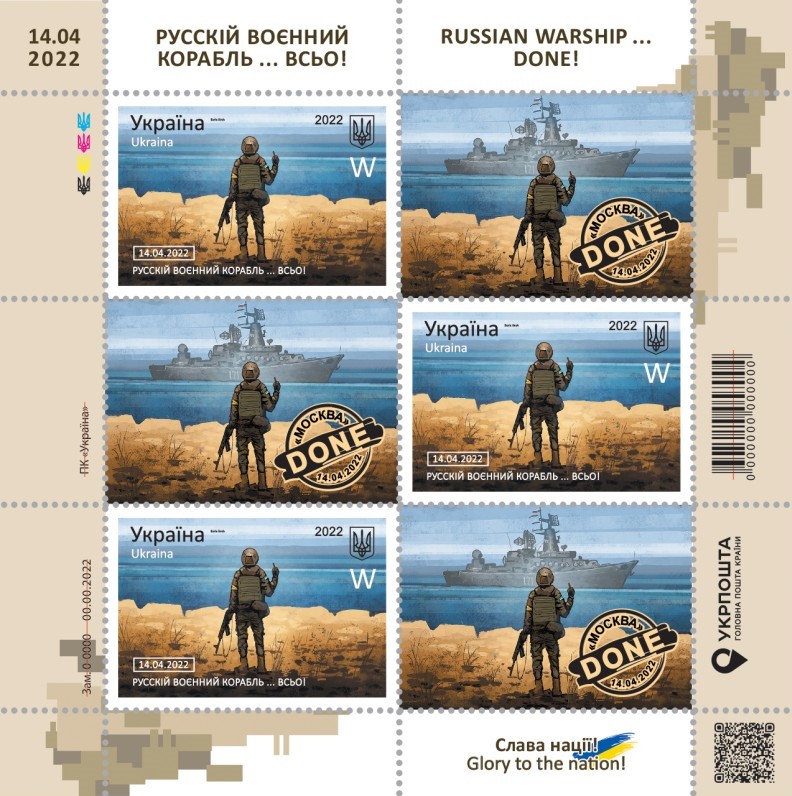 14.04
2022
РУССКІЙ ВОЄННИЙ
КОРАБЛЬ ... ВСЬО!
RUSSIAN WARSHIP ...
DONE!
Україна
Ukraina
2022
W
14.04.2022
РУССКІЙ ВОЄННИЙ КОРАБЛЬ ... ВСЬО!
«МОСКВА»
DONE
14.04.2022
«МОСКВА»
DONE
14.04.2022
Україна
Ukraina
2022
W
14.04.2022
РУССКІЙ ВОЄННИЙ КОРАБЛЬ ... ВСЬО!
Україна
Ukraina
2022
W
14.04.2022
РУССКІЙ ВОЄННИЙ КОРАБЛЬ ... ВСЬО!
«МОСКВА»
DONE
14.04.2022
ПК «Україна»
Зам. 0-0000 — 00.00.2022
0000000 000000
УКРПОШТА
ГОЛОВНА ПОШТА КРАЇНИ
Слава нації!
Glory to the nation!